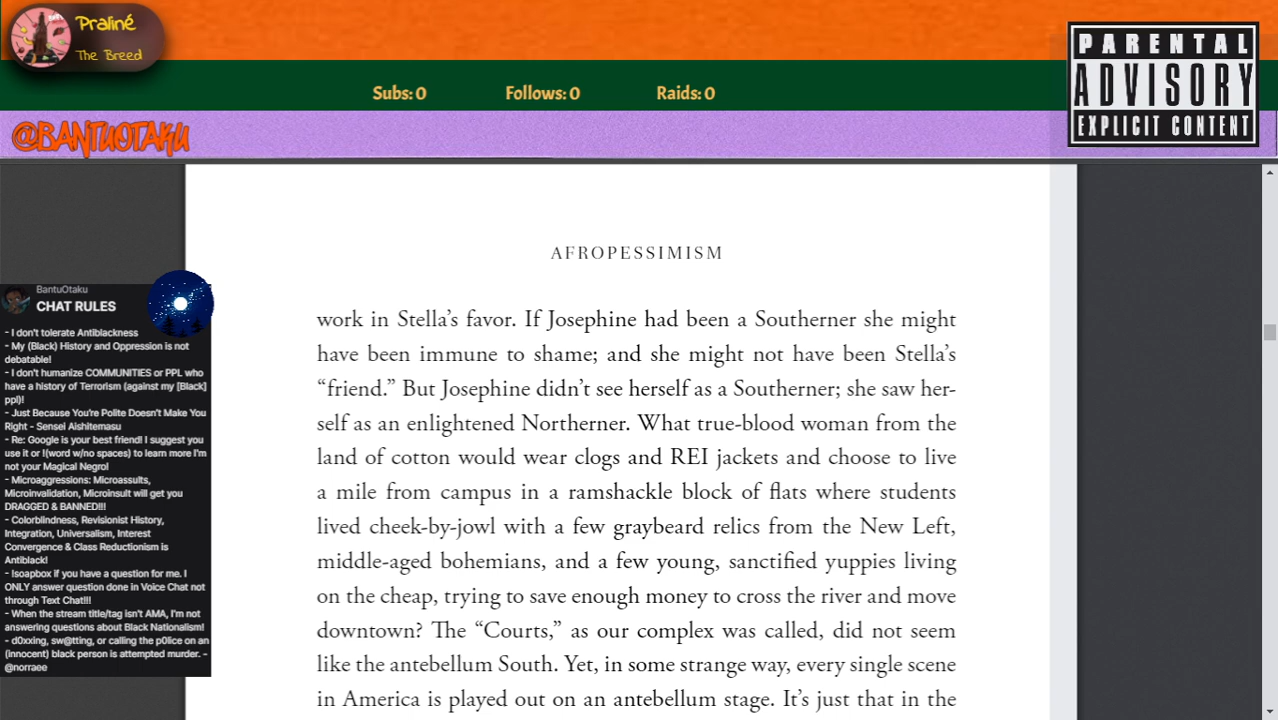 Praliné
The Breed
Subs: 0
Follows: 0
Raids: 0
PARENTAL
ADVISORY
EXPLICIT CONTENT
@BANTUOTAKU
BantuOtaku
CHAT RULES
- I don't tolerate Antiblackness
- My (Black) History and Oppression is not
debatable!
- I don't humanize COMMUNITIES or PPL who
have a history of Terrorism (against my [Black]
ppl)!
- Just Because You're Polite Doesn't Make You
Right - Sensei Aishitemasu
- Re: Google is your best friend! I suggest you
use it or !(word w/no spaces) to learn more I'm
not your Magical Negro!
- Microaggressions: Microassults,
Microinvalidation, Microinsult will get you
DRAGGED & BANNED!!!
- Colorblindness, Revisionist History,
Integration, Universalism, Interest
Convergence & Class Reductionism is
Antiblack!
- !soapbox if you have a question for me. I
ONLY answer question done in Voice Chat not
through Text Chat!!!
- When the stream title/tag isn't AMA, I'm not
answering questions about Black Nationalism!
- d0xxing, sw@tting, or calling the p0lice on an
(innocent) black person is attempted murder. -
@norraee
AFROPESSIMISM
work in Stella's favor. If Josephine had been a Southerner she might
have been immune to shame; and she might not have been Stella's
“friend.” But Josephine didn't see herself as a Southerner; she saw her-
self as an enlightened Northerner. What true-blood woman from the
land of cotton would wear clogs and REI jackets and choose to live
a mile from campus in a ramshackle block of flats where students
lived cheek-by-jowl with a few graybeard relics from the New Left,
middle-aged bohemians, and a few young, sanctified yuppies living
on the cheap, trying to save enough money to cross the river and move
downtown? The “Courts,” as our complex was called, did not seem
like the antebellum South. Yet, in some strange way, every single scene
in America is played out on an antebellum stage. It's just that in the